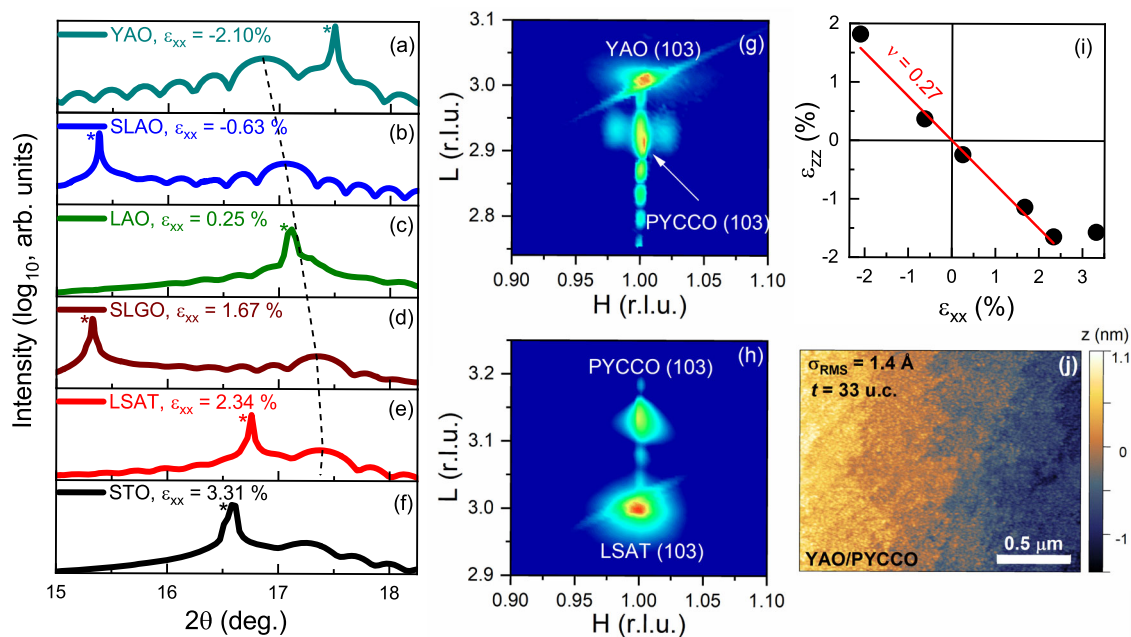 Intensity (log10, arb. units)
YAO, εxx = -2.10%
*
(a)
SLAO, εxx = -0.63 %
*
(b)
LAO, εxx = 0.25 %
*
(c)
SLGO, εxx = 1.67 %
*
(d)
LSAT, εxx = 2.34 %
*
(e)
STO, εxx = 3.31 %
*
(f)
15 16 17 18
2θ (deg.)
3.1
3.0
2.9
2.8
L (r.l.u.)
(g)
YAO (103)
PYCCO (103)
0.90 0.95 1.00 1.05 1.10
H (r.l.u.)
3.2
3.1
3.0
2.9
L (r.l.u.)
(h)
PYCCO (103)
LSAT (103)
0.90 0.95 1.00 1.05 1.10
H (r.l.u.)
2
1
0
-1
-2
εzz (%)
(i)
ν = 0.27
-2 -1 0 1 2 3
εxx (%)
z (nm)
σRMS = 1.4 Å
(j)
t = 33 u.c.
1.1
0
-1
0.5 μm
YAO/PYCCO